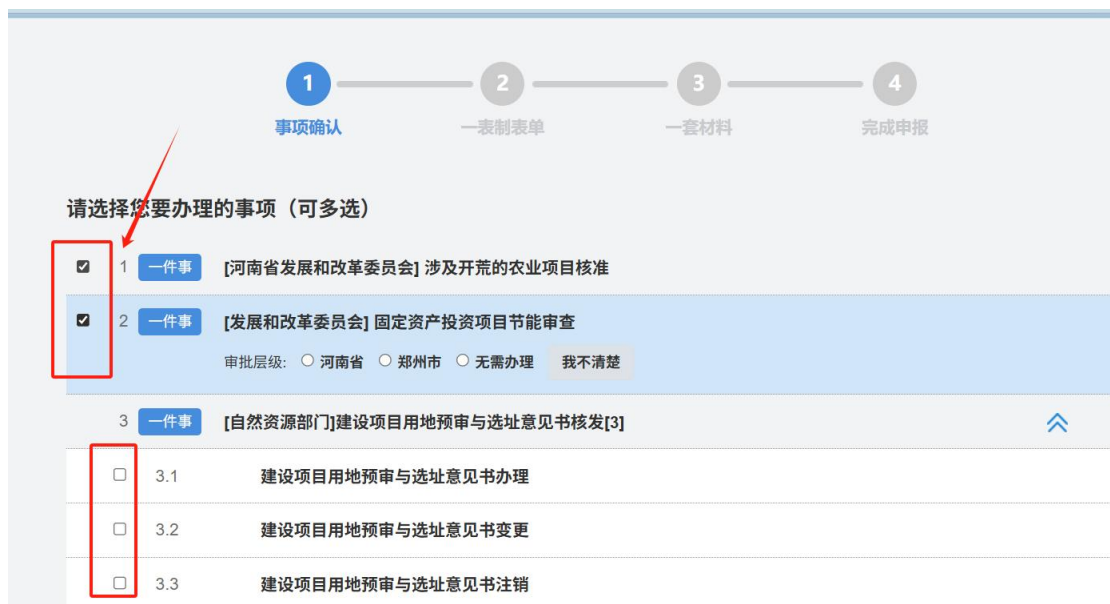 1 2 3 4
事项确认 一表制表单 一套材料 完成申报
请选择您要办理的事项（可多选）
1 一件事 [河南省发展和改革委员会] 涉及开荒的农业项目核准
2 一件事 [发展和改革委员会] 固定资产投资项目节能审查
审批层级: 河南省 郑州市 无需办理 我不清楚
3 一件事 [自然资源部门]建设项目用地预审与选址意见书核发[3]
3.1 建设项目用地预审与选址意见书办理
3.2 建设项目用地预审与选址意见书变更
3.3 建设项目用地预审与选址意见书注销